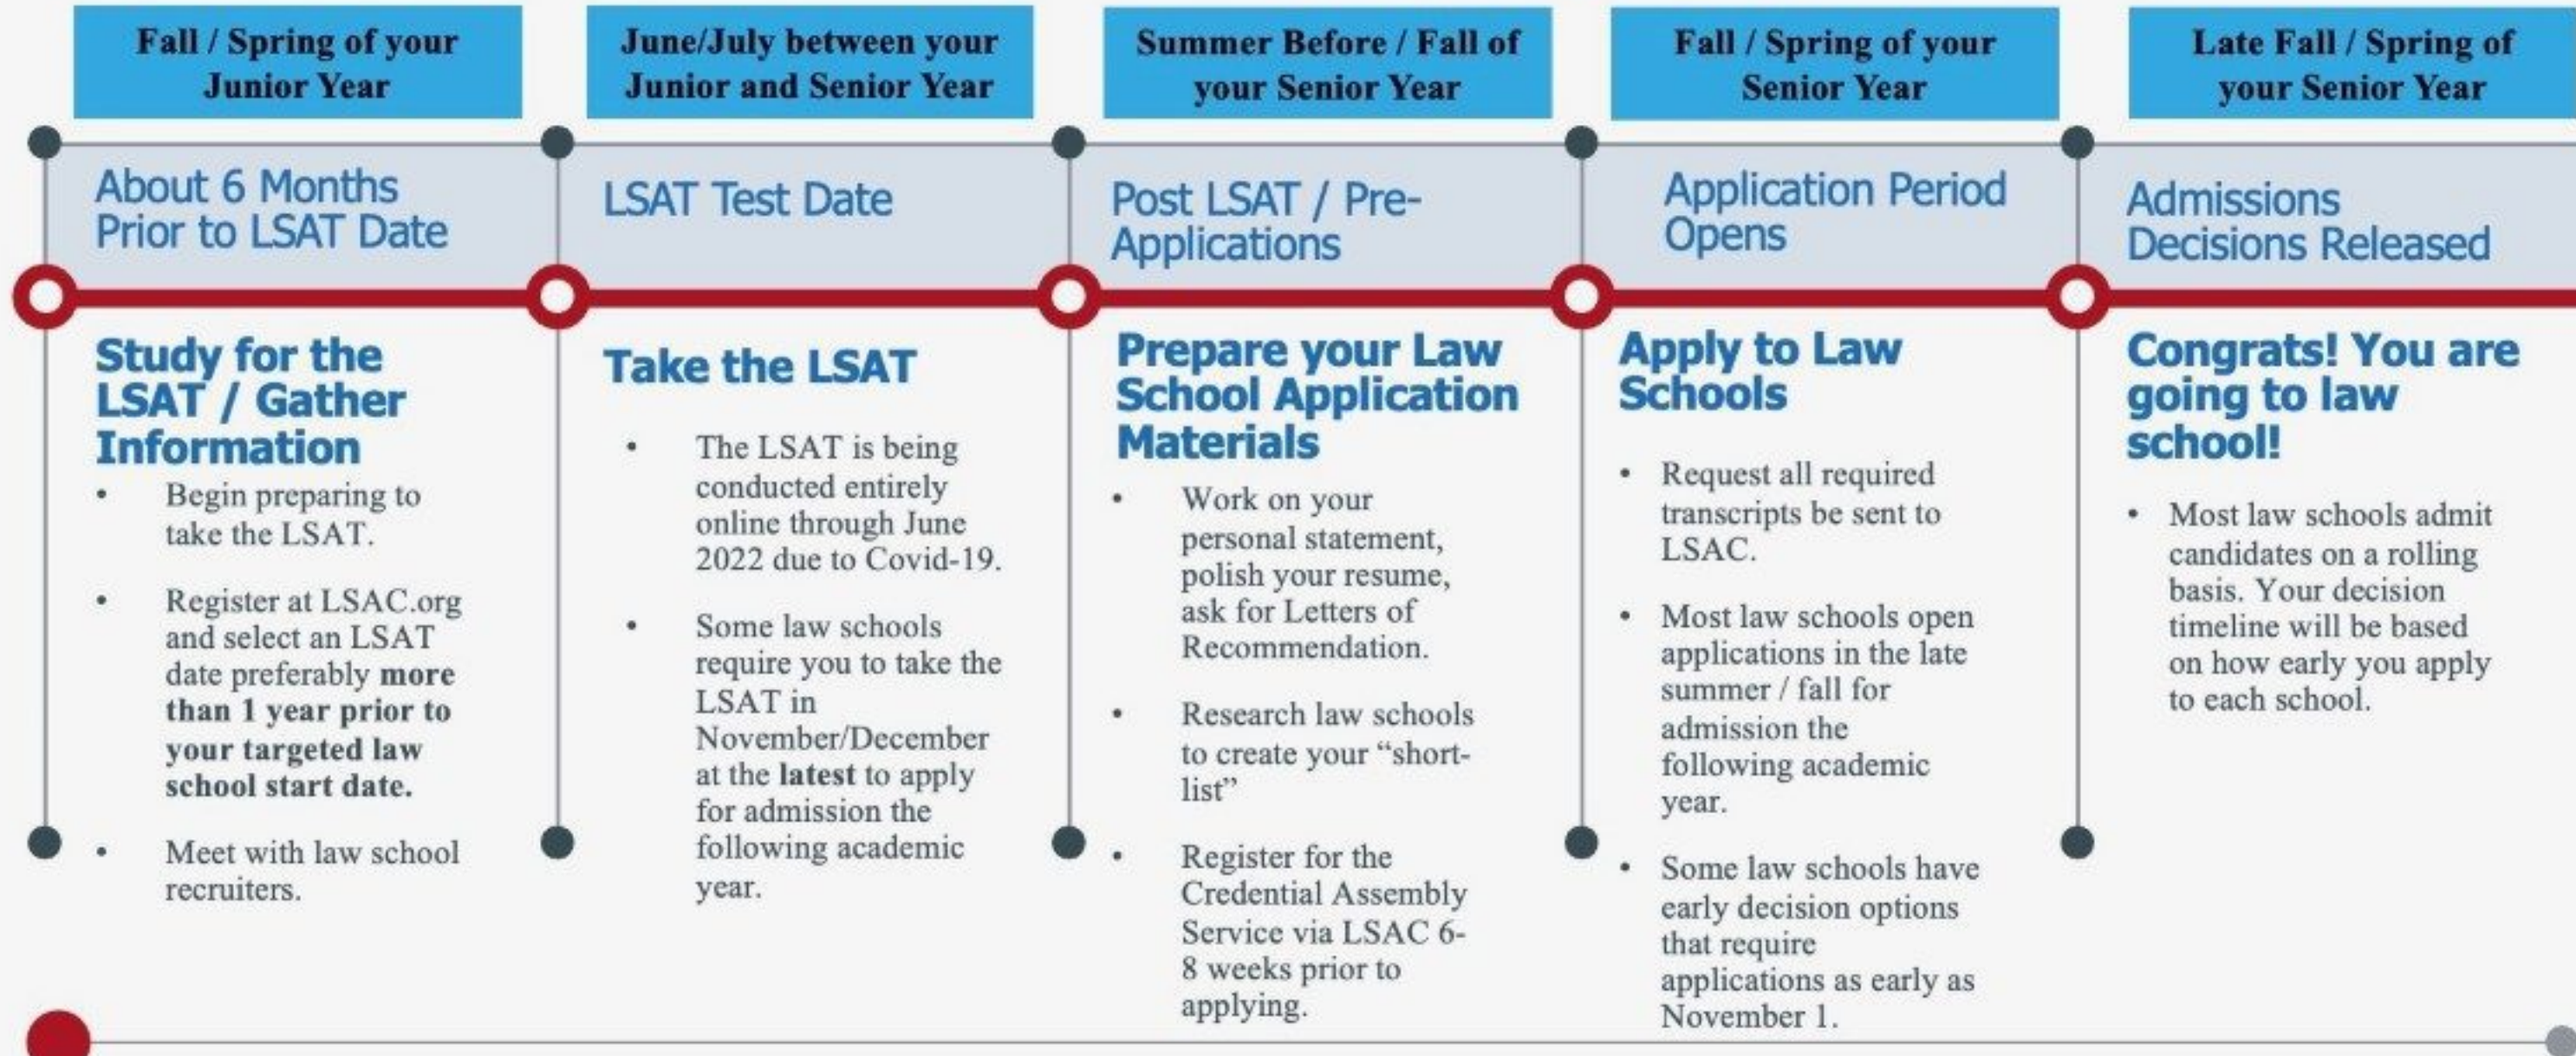 Fall / Spring of your
Junior Year
About 6 Months
Prior to LSAT Date
Study for the
LSAT / Gather
Information
• Begin preparing to
take the LSAT.
• Register at LSAC.org
and select an LSAT
date preferably more
than 1 year prior to
your targeted law
school start date.
• Meet with law school
recruiters.
June/July between your
Junior and Senior Year
LSAT Test Date
Take the LSAT
• The LSAT is being
conducted entirely
online through June
2022 due to Covid-19.
• Some law schools
require you to take the
LSAT in
November/December
at the latest to apply
for admission the
following academic
year.
Summer Before / Fall of
your Senior Year
Post LSAT / Pre-
Applications
Prepare your Law
School Application
Materials
• Work on your
personal statement,
polish your resume,
ask for Letters of
Recommendation.
• Research law schools
to create your “short-
list”
• Register for the
Credential Assembly
Service via LSAC 6-
8 weeks prior to
applying.
Fall / Spring of your
Senior Year
Application Period
Opens
Apply to Law
Schools
• Request all required
transcripts be sent to
LSAC.
• Most law schools open
applications in the late
summer / fall for
admission the
following academic
year.
• Some law schools have
early decision options
that require
applications as early as
November 1.
Late Fall / Spring of
your Senior Year
Admissions
Decisions Released
Congrats! You are
going to law
school!
• Most law schools admit
candidates on a rolling
basis. Your decision
timeline will be based
on how early you apply
to each school.